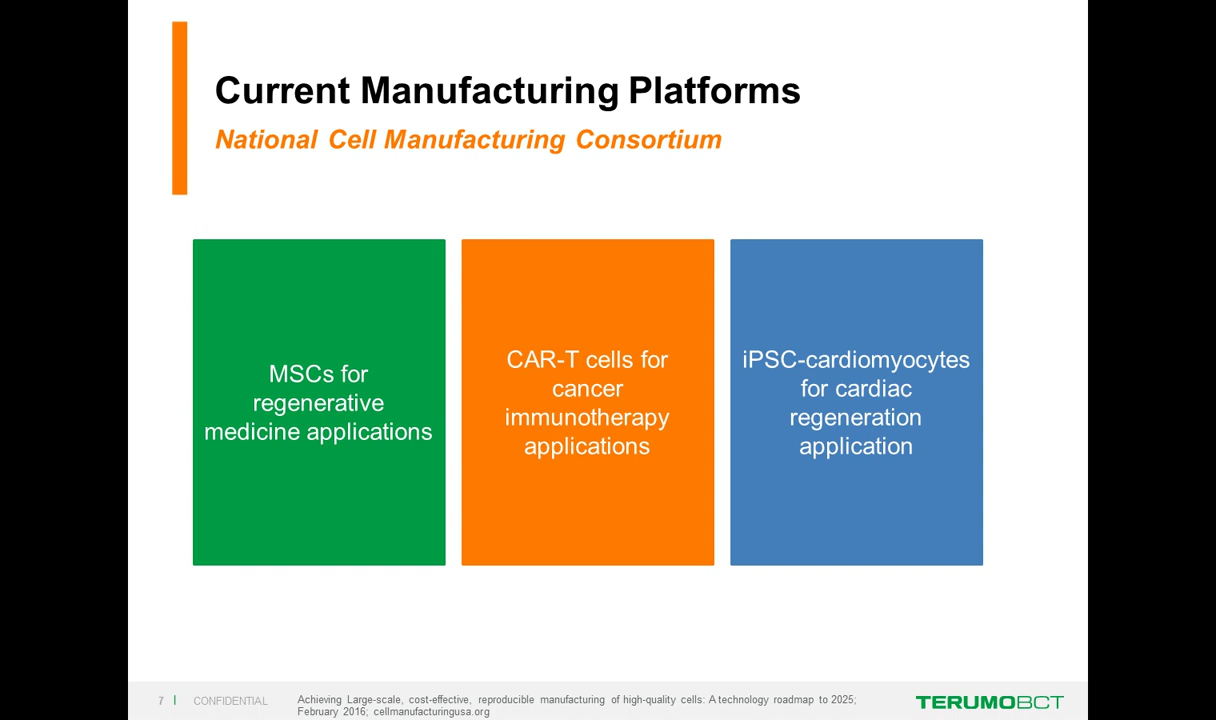 Current Manufacturing Platforms
National Cell Manufacturing Consortium
MSCs for
regenerative
medicine applications
CAR-T cells for
cancer
immunotherapy
applications
iPSC-cardiomyocytes
for cardiac
regeneration
application
7 | CONFIDENTIAL
Achieving Large-scale, cost-effective, reproducible manufacturing of high-quality cells: A technology roadmap to 2025;
February 2016; cellmanufacturingusa.org
TERUMOBCT